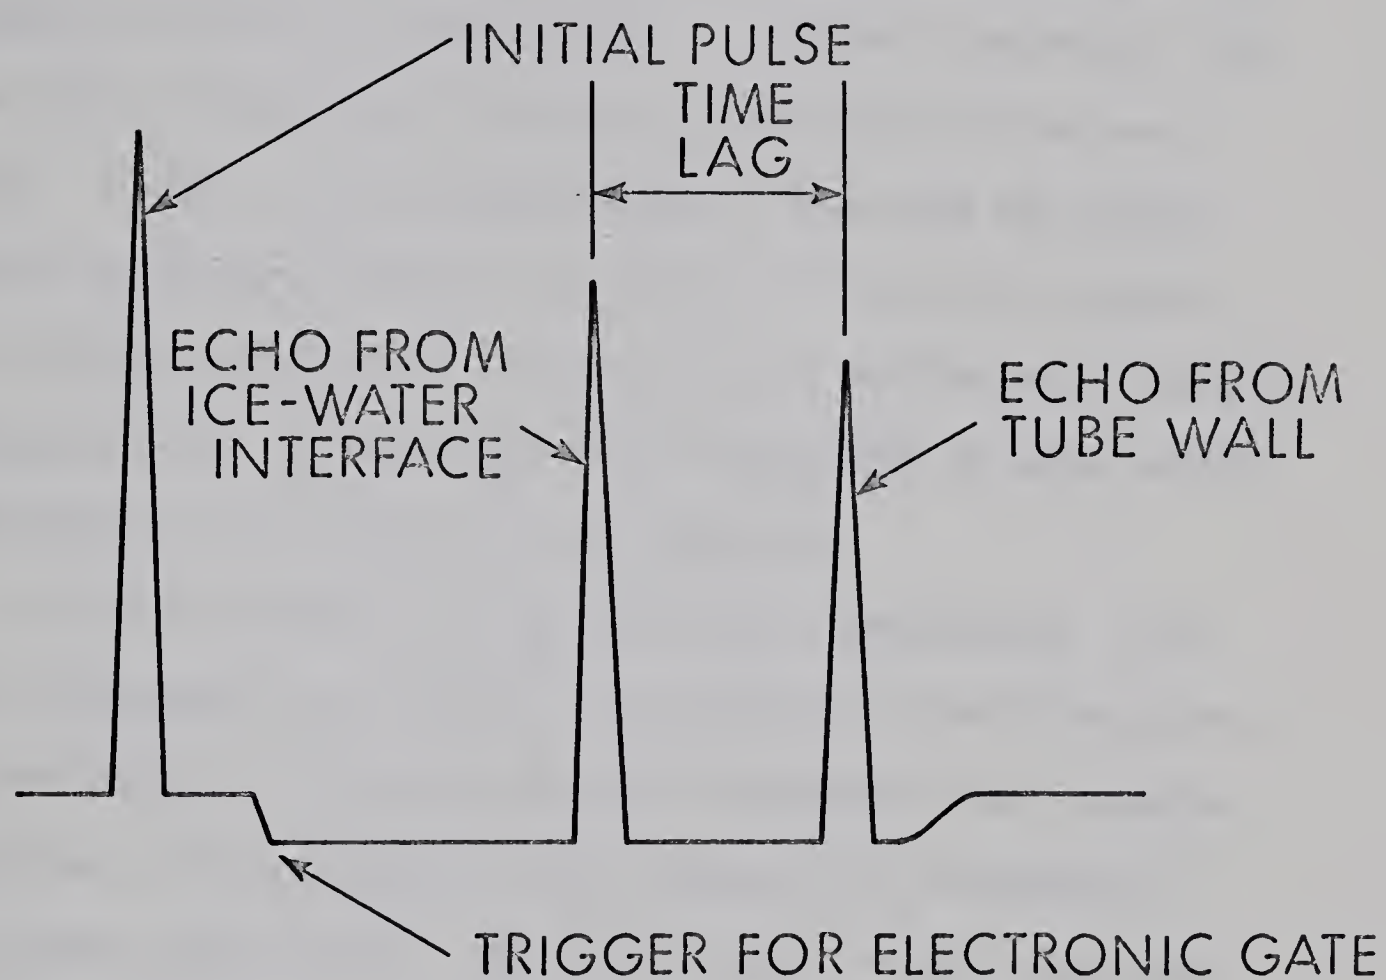 INITIAL PULSE
TIME
LAG
ECHO FROM
ICE-WATER
INTERFACE
ECHO FROM
TUBE WALL
TRIGGER FOR ELECTRONIC GATE